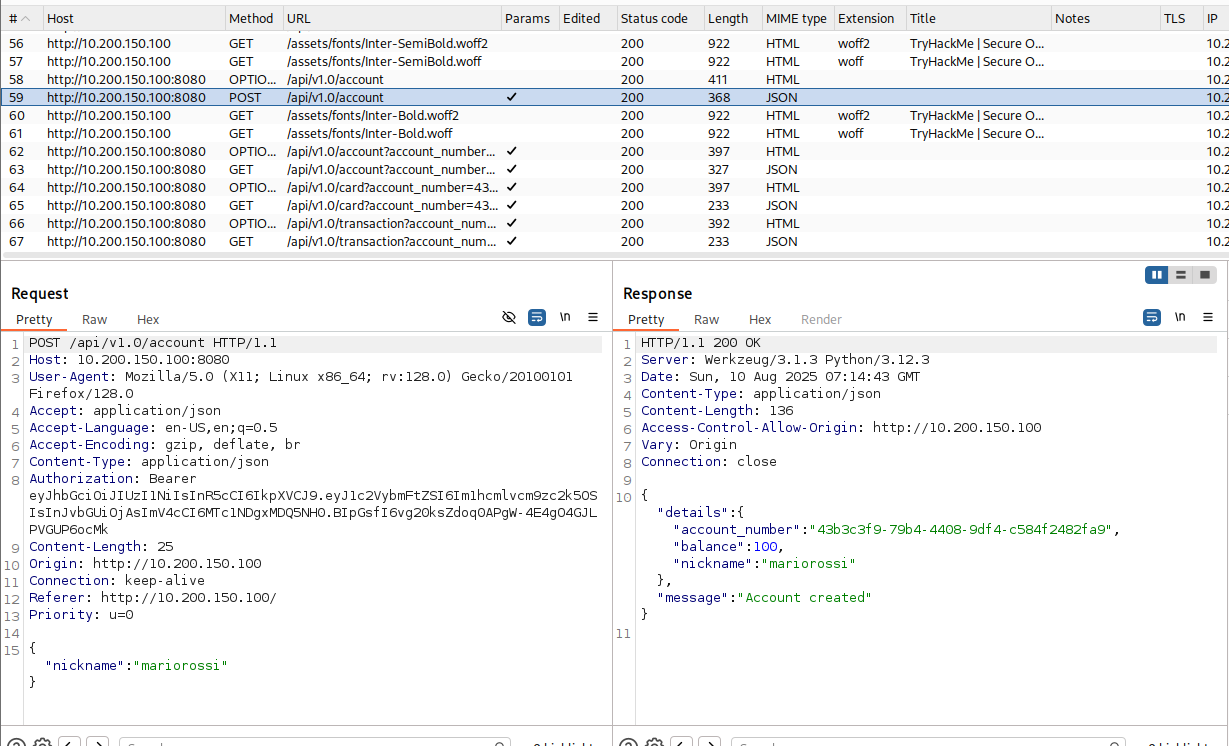 # Host Method URL Params Edited Status code Length MIME type Extension Title Notes TLS IP
56 http://10.200.150.100 GET /assets/fonts/Inter-SemiBold.woff2 200 922 HTML woff2 TryHackMe | Secure O... 10.2
57 http://10.200.150.100 GET /assets/fonts/Inter-SemiBold.woff 200 922 HTML woff TryHackMe | Secure O... 10.2
58 http://10.200.150.100:8080 OPTIO... /api/v1.0/account 200 411 HTML 10.2
59 http://10.200.150.100:8080 POST /api/v1.0/account ✓ 200 368 JSON 10.2
60 http://10.200.150.100 GET /assets/fonts/Inter-Bold.woff2 200 922 HTML woff2 TryHackMe | Secure O... 10.2
61 http://10.200.150.100 GET /assets/fonts/Inter-Bold.woff 200 922 HTML woff TryHackMe | Secure O... 10.2
62 http://10.200.150.100:8080 OPTIO... /api/v1.0/account?account_number... ✓ 200 397 HTML 10.2
63 http://10.200.150.100:8080 GET /api/v1.0/account?account_number... ✓ 200 327 JSON 10.2
64 http://10.200.150.100:8080 OPTIO... /api/v1.0/card?account_number=43... ✓ 200 397 HTML 10.2
65 http://10.200.150.100:8080 GET /api/v1.0/card?account_number=43... ✓ 200 233 JSON 10.2
66 http://10.200.150.100:8080 OPTIO... /api/v1.0/transaction?account_num... ✓ 200 392 HTML 10.2
67 http://10.200.150.100:8080 GET /api/v1.0/transaction?account_num... ✓ 200 233 JSON 10.2
Request
Pretty Raw Hex \n
1 POST /api/v1.0/account HTTP/1.1
2 Host: 10.200.150.100:8080
3 User-Agent: Mozilla/5.0 (X11; Linux x86_64; rv:128.0) Gecko/20100101
Firefox/128.0
4 Accept: application/json
5 Accept-Language: en-US,en;q=0.5
6 Accept-Encoding: gzip, deflate, br
7 Content-Type: application/json
8 Authorization: Bearer
eyJhbGciOiJIUzI1NiIsInR5cCI6IkpXVCJ9.eyJ1c2VybmFtZSI6Im1hcmlvcm9zc2k5OS
IsInJvbGUiOjAsImV4cCI6MTc1NDgxMDQ5NH0.BIpGsfI6vg20ksZdoq0APgW-4E4g04GJL
PVGUP6ocMk
9 Content-Length: 25
10 Origin: http://10.200.150.100
11 Connection: keep-alive
12 Referer: http://10.200.150.100/
13 Priority: u=0
14
15 {
"nickname":"mariorossi"
}
Response
Pretty Raw Hex Render \n
1 HTTP/1.1 200 OK
2 Server: Werkzeug/3.1.3 Python/3.12.3
3 Date: Sun, 10 Aug 2025 07:14:43 GMT
4 Content-Type: application/json
5 Content-Length: 136
6 Access-Control-Allow-Origin: http://10.200.150.100
7 Vary: Origin
8 Connection: close
9
10 {
"details":{
"account_number":"43b3c3f9-79b4-4408-9df4-c584f2482fa9",
"balance":100,
"nickname":"mariorossi"
},
"message":"Account created"
}
11